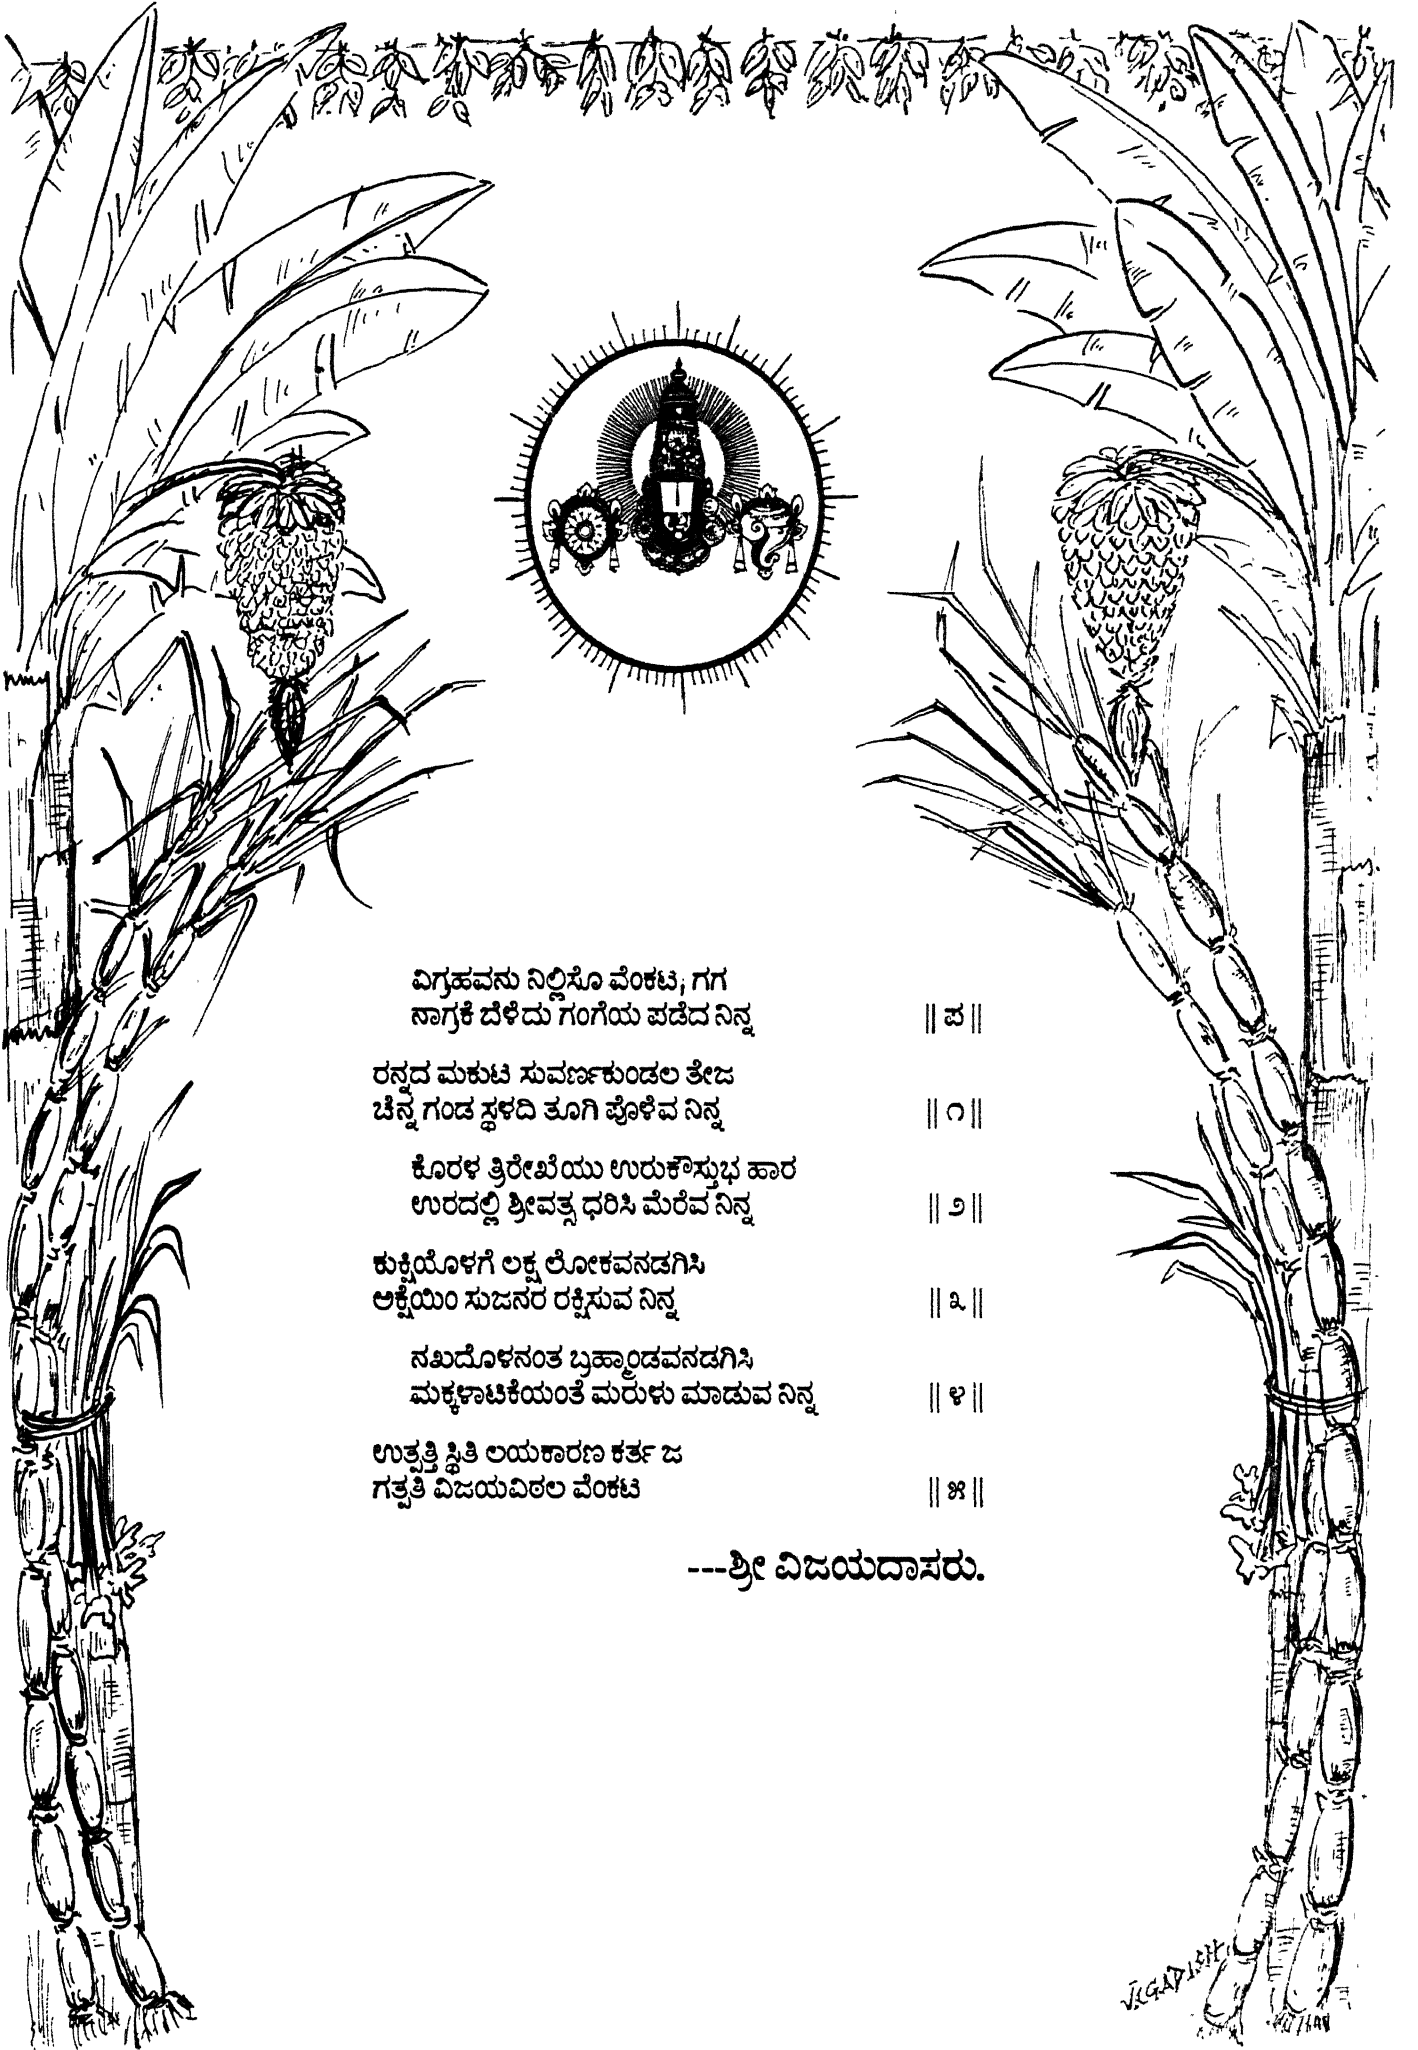 ವಿಗ್ರಹವನು ನಿಲ್ಲಿಸೊ ವೆಂಕಟ; ಗಗ
ನಾಗ್ರಕೆ ಬೆಳೆದು ಗಂಗೆಯ ಪಡೆದ ನಿನ್ನ || ಪ ||
ರನ್ನದ ಮಕುಟ ಸುವರ್ಣಕುಂಡಲ ತೇಜ
ಚೆನ್ನ ಗಂಡ ಸ್ಥಳದಿ ತೂಗಿ ಪೊಳೆವ ನಿನ್ನ || ೧ ||
ಕೊರಳ ತ್ರಿರೇಖೆಯು ಉರುಕೌಸ್ತುಭ ಹಾರ
ಉರದಲ್ಲಿ ಶ್ರೀವತ್ಸ ಧರಿಸಿ ಮೆರೆವ ನಿನ್ನ || ೨ ||
ಕುಕ್ಷಿಯೊಳಗೆ ಲಕ್ಷ ಲೋಕವನಡಗಿಸಿ
ಅಕ್ಷೆಯಿಂ ಸುಜನರ ರಕ್ಷಿಸುವ ನಿನ್ನ || ೩ ||
ನಖದೊಳನಂತ ಬ್ರಹ್ಮಾಂಡವನಡಗಿಸಿ
ಮಕ್ಕಳಾಟಿಕೆಯಂತೆ ಮರುಳು ಮಾಡುವ ನಿನ್ನ || ೪ ||
ಉತ್ಪತ್ತಿ ಸ್ಥಿತಿ ಲಯಕಾರಣ ಕರ್ತ ಜ
ಗತ್ಪತಿ ವಿಜಯವಿಠಲ ವೆಂಕಟ || ೫ ||
---ಶ್ರೀ ವಿಜಯದಾಸರು.
JAGADISH